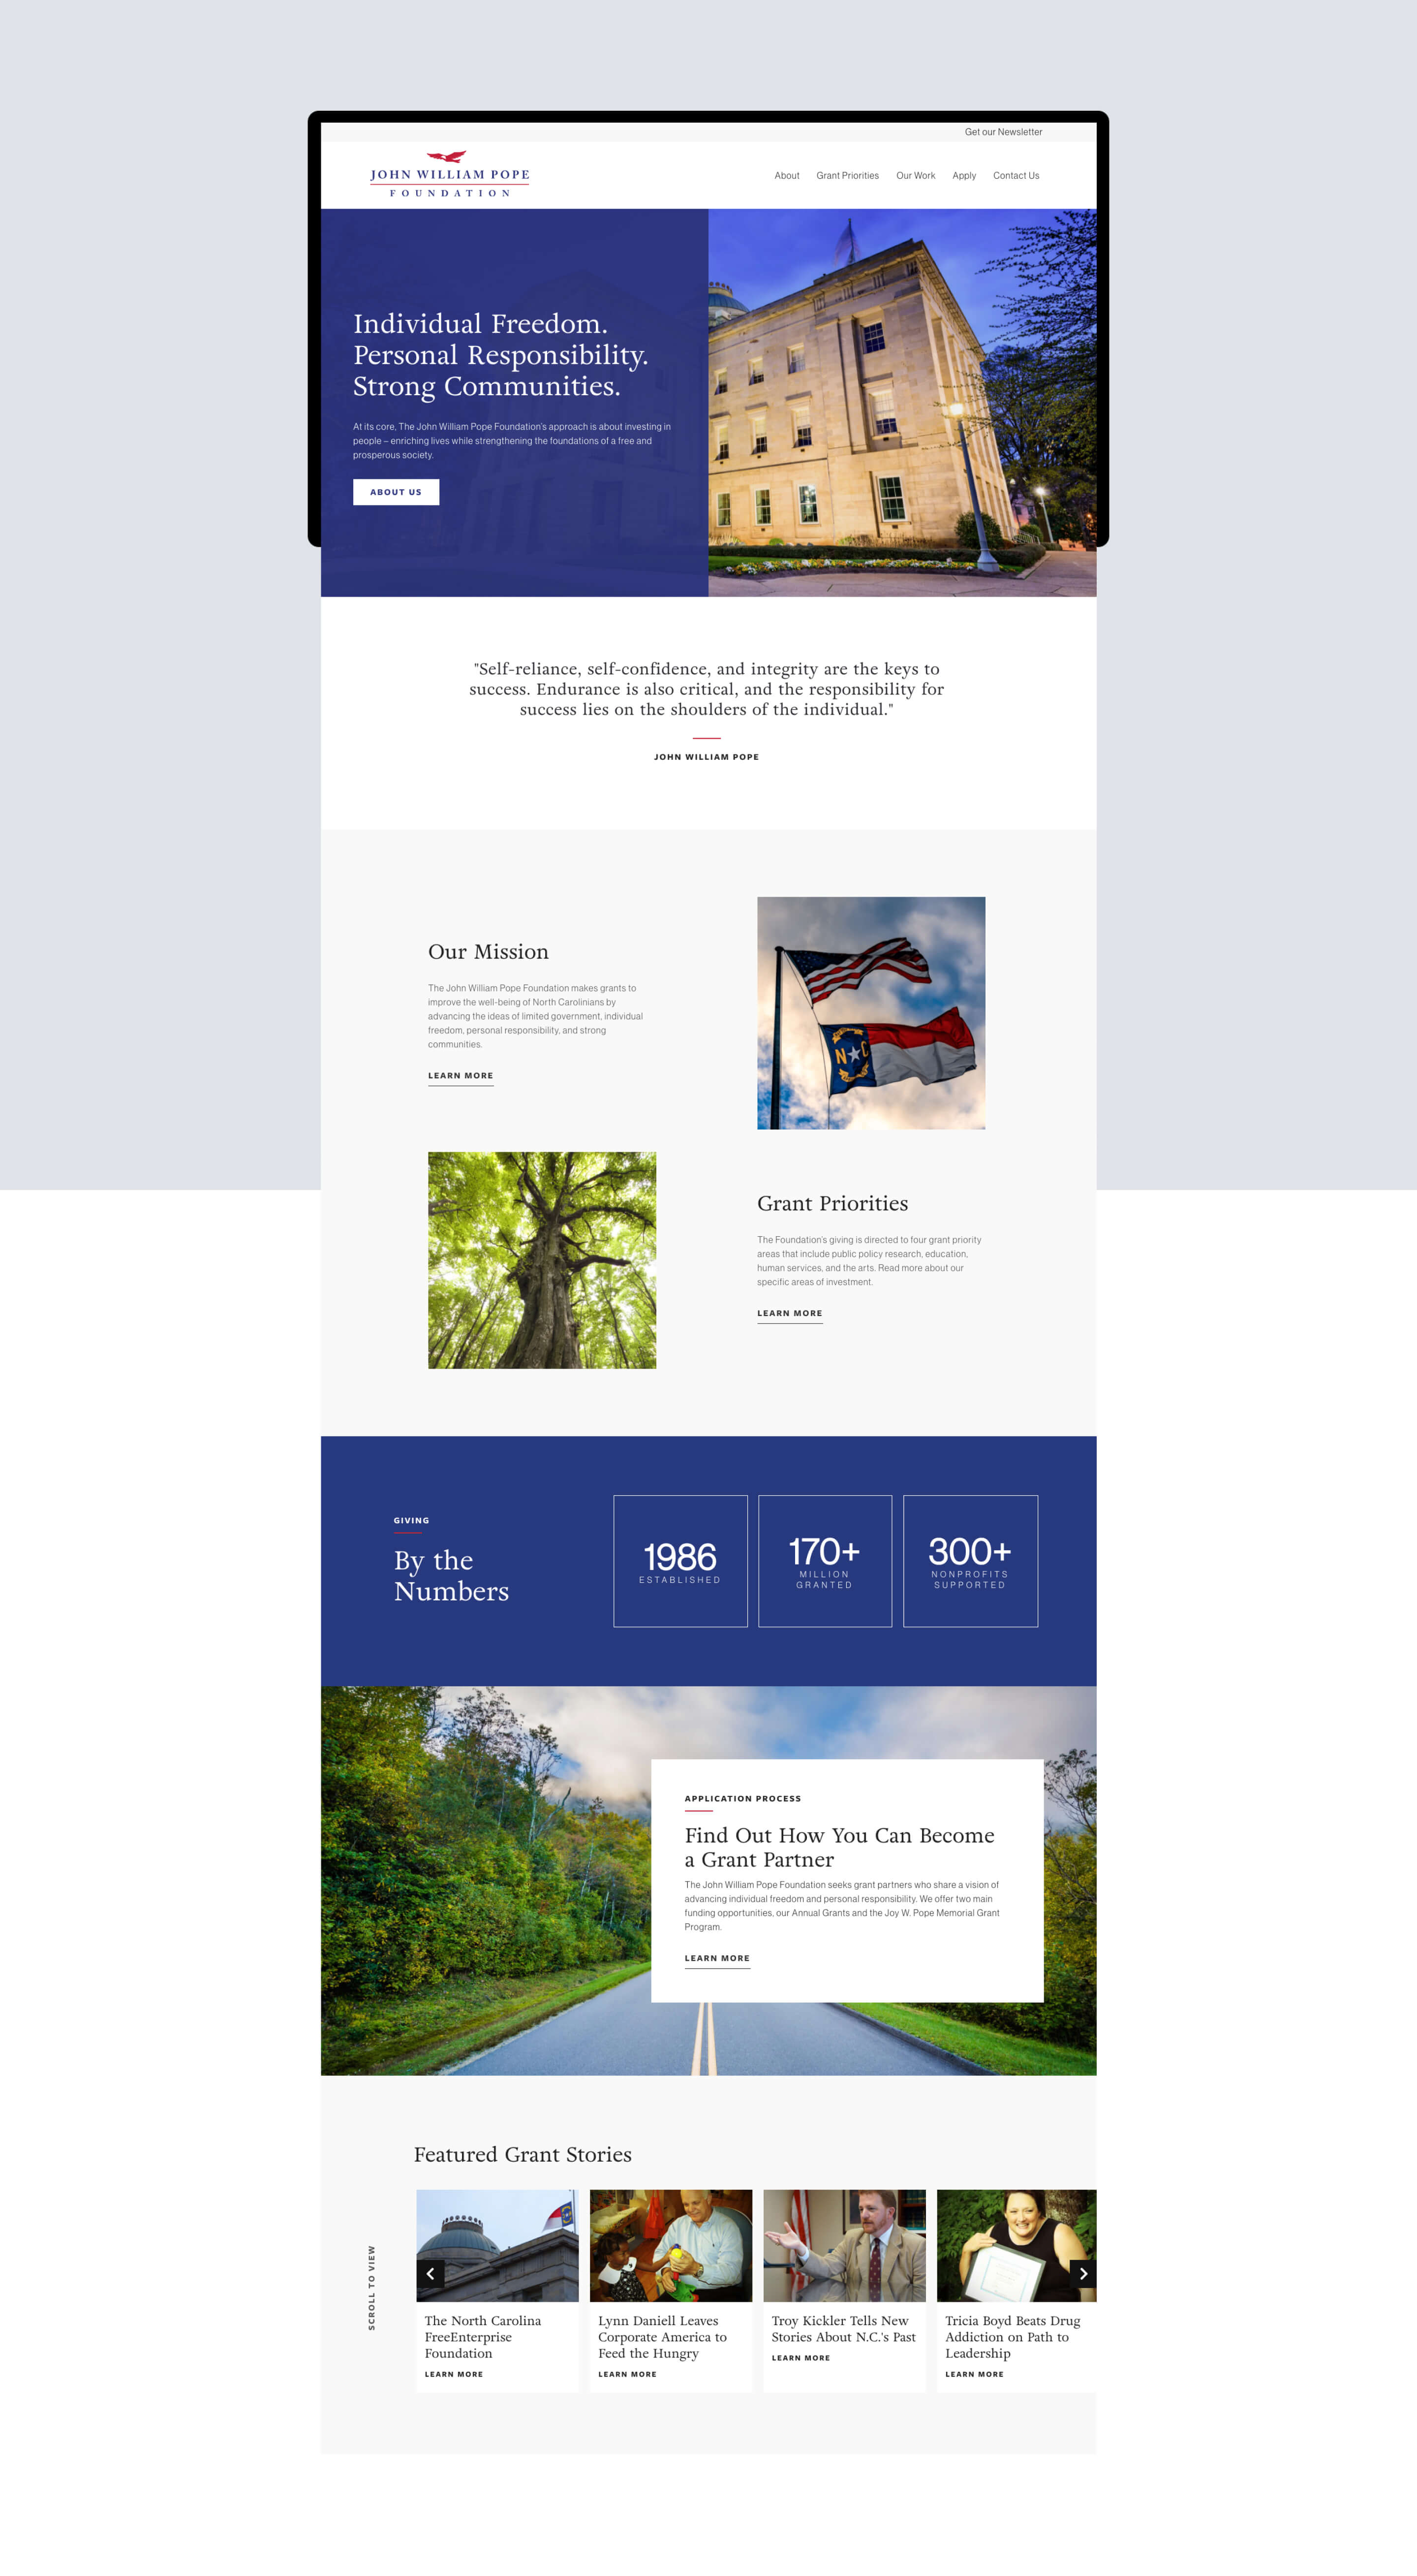 Get our Newsletter
JOHN WILLIAM POPE
FOUNDATION
About Grant Priorities Our Work Apply Contact Us
Individual Freedom.
Personal Responsibility.
Strong Communities.
At its core, The John William Pope Foundation's approach is about investing in
people – enriching lives while strengthening the foundations of a free and
prosperous society.
ABOUT US
"Self-reliance, self-confidence, and integrity are the keys to
success. Endurance is also critical, and the responsibility for
success lies on the shoulders of the individual."
JOHN WILLIAM POPE
Our Mission
The John William Pope Foundation makes grants to
improve the well-being of North Carolinians by
advancing the ideas of limited government, individual
freedom, personal responsibility, and strong
communities.
LEARN MORE
N C
Grant Priorities
The Foundation's giving is directed to four grant priority
areas that include public policy research, education,
human services, and the arts. Read more about our
specific areas of investment.
LEARN MORE
GIVING
By the
Numbers
1986
ESTABLISHED
170+
MILLION
GRANTED
300+
NONPROFITS
SUPPORTED
APPLICATION PROCESS
Find Out How You Can Become
a Grant Partner
The John William Pope Foundation seeks grant partners who share a vision of
advancing individual freedom and personal responsibility. We offer two main
funding opportunities, our Annual Grants and the Joy W. Pope Memorial Grant
Program.
LEARN MORE
Featured Grant Stories
SCROLL TO VIEW
The North Carolina
FreeEnterprise
Foundation
LEARN MORE
Lynn Daniell Leaves
Corporate America to
Feed the Hungry
LEARN MORE
Troy Kickler Tells New
Stories About N.C.'s Past
LEARN MORE
Tricia Boyd Beats Drug
Addiction on Path to
Leadership
LEARN MORE